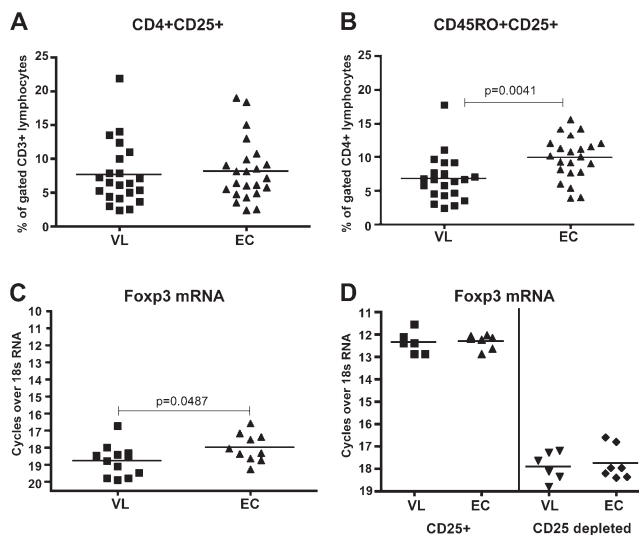 A
CD4+CD25+
% of gated CD3+ lymphocytes
25
20
15
10
5
0
VL
EC
B
CD45RO+CD25+
% of gated CD4+ lymphocytes
25
20
15
10
5
0
p=0.0041
VL
EC
C
Foxp3 mRNA
Cycles over 18s RNA
10
9
10
11
12
13
14
15
16
17
18
19
20
p=0.0487
VL
EC
D
Foxp3 mRNA
Cycles over 18s RNA
11
12
13
14
15
16
17
18
19
VL
EC
VL
EC
CD25+
CD25 depleted